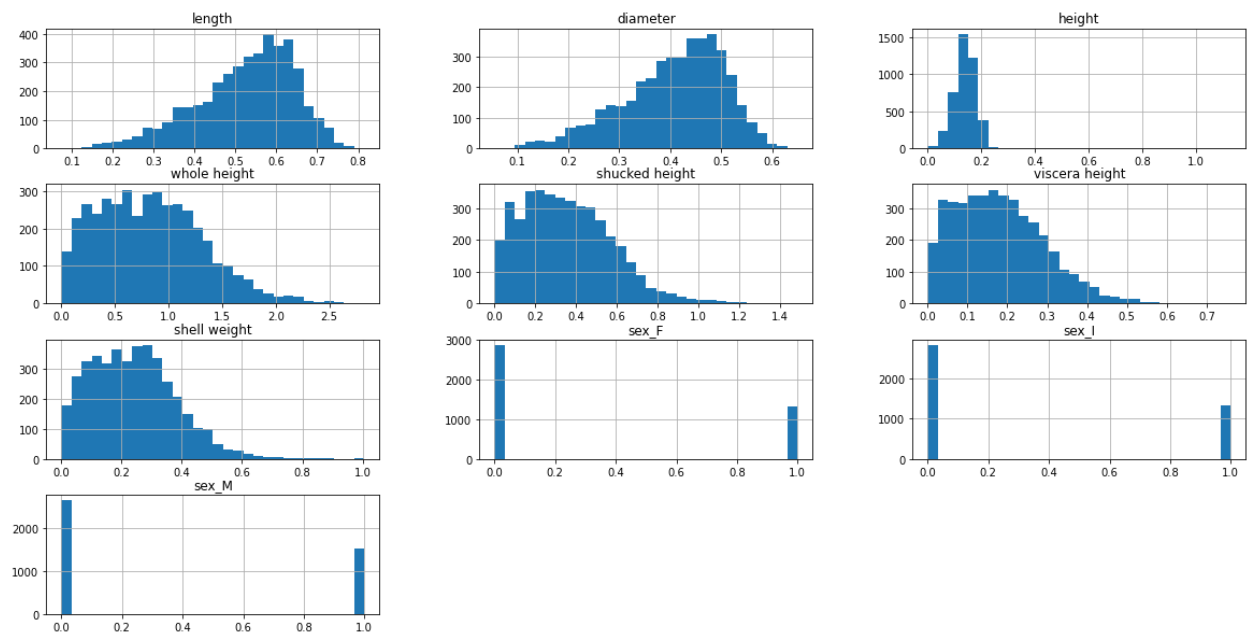 length
400
300
200
100
0
0.1 0.2 0.3 0.4 0.5 0.6 0.7 0.8
diameter
300
200
100
0
0.1 0.2 0.3 0.4 0.5 0.6
height
1500
1000
500
0
0.0 0.2 0.4 0.6 0.8 1.0
whole height
300
200
100
0
0.0 0.5 1.0 1.5 2.0 2.5
shucked height
300
200
100
0
0.0 0.2 0.4 0.6 0.8 1.0 1.2 1.4
viscera height
300
200
100
0
0.0 0.1 0.2 0.3 0.4 0.5 0.6 0.7
shell weight
300
200
100
0
0.0 0.2 0.4 0.6 0.8 1.0
sex_F
3000
2000
1000
0
0.0 0.2 0.4 0.6 0.8 1.0
sex_I
2000
1000
0
0.0 0.2 0.4 0.6 0.8 1.0
sex_M
2000
1000
0
0.0 0.2 0.4 0.6 0.8 1.0